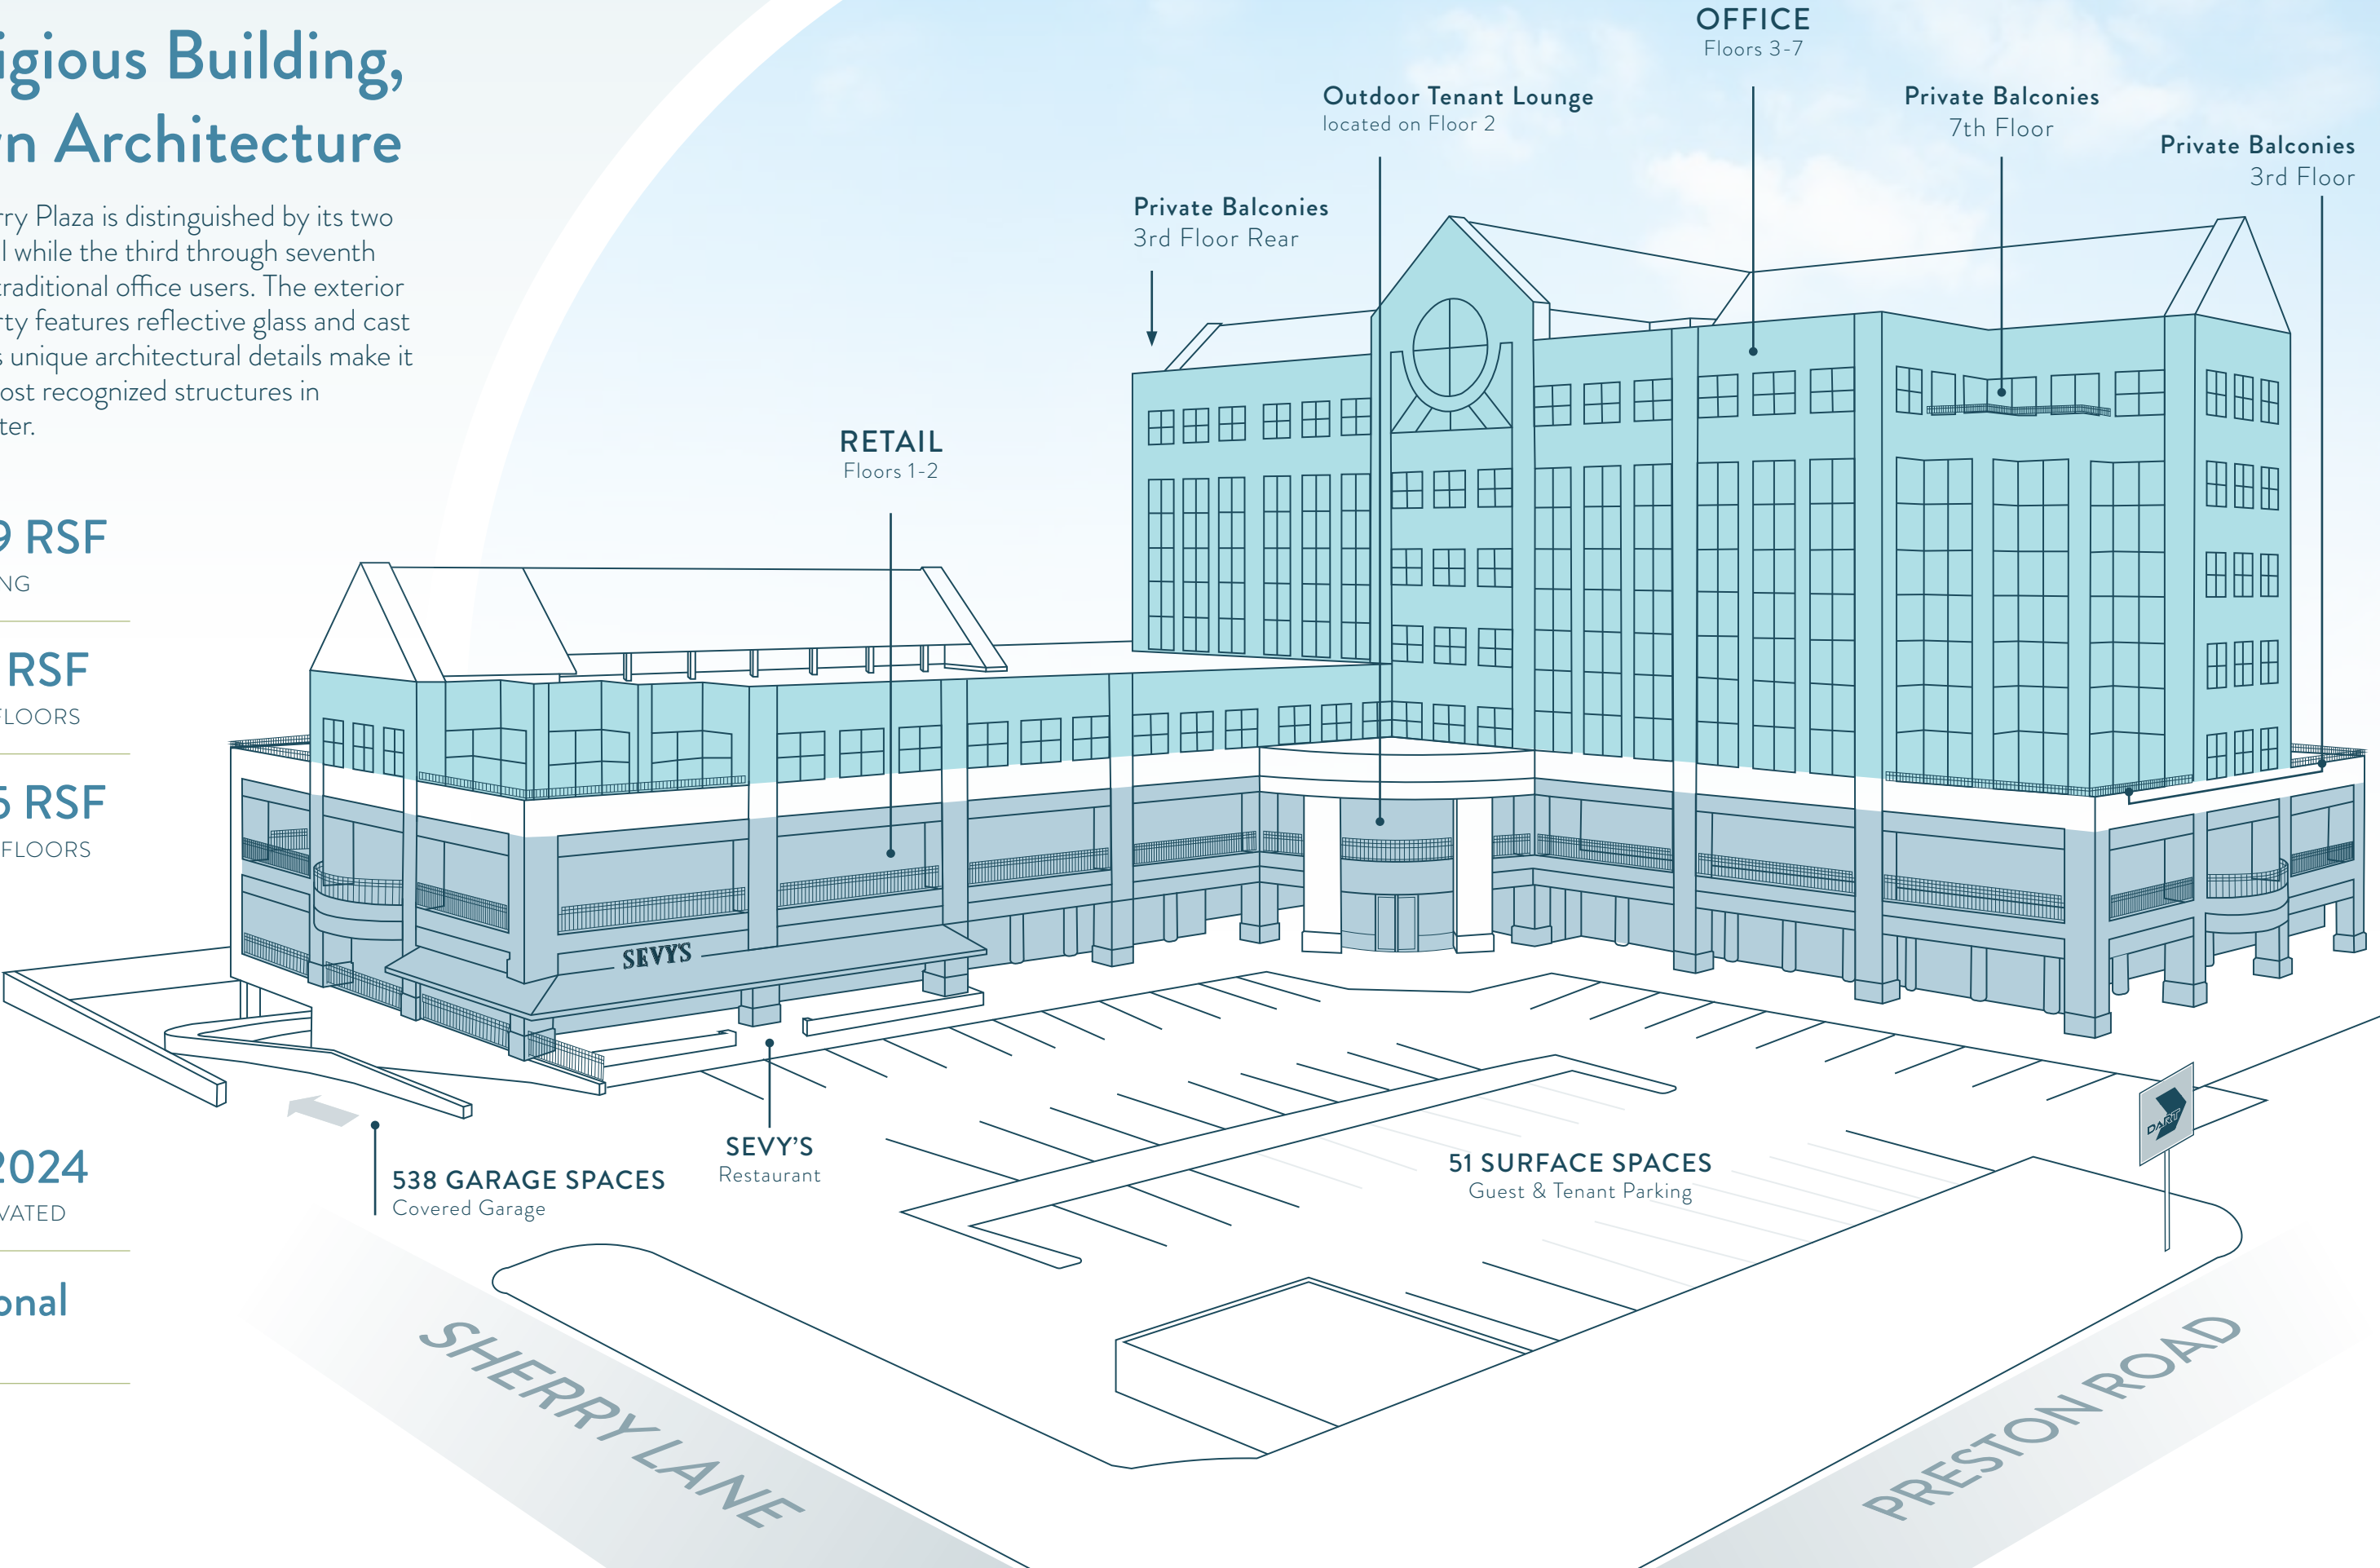 igious Building,
n Architecture
rry Plaza is distinguished by its two
l while the third through seventh
traditional office users. The exterior
rty features reflective glass and cast
s unique architectural details make it
ost recognized structures in
ter.
9 RSF
NG
RSF
FLOORS
5 RSF
FLOORS
2024
VATED
onal
OFFICE
Floors 3-7
Outdoor Tenant Lounge
located on Floor 2
Private Balconies
7th Floor
Private Balconies
3rd Floor
Private Balconies
3rd Floor Rear
RETAIL
Floors 1-2
SEVYS
SEVY'S
Restaurant
538 GARAGE SPACES
Covered Garage
51 SURFACE SPACES
Guest & Tenant Parking
DART
SHERRY LANE
PRESTON ROAD